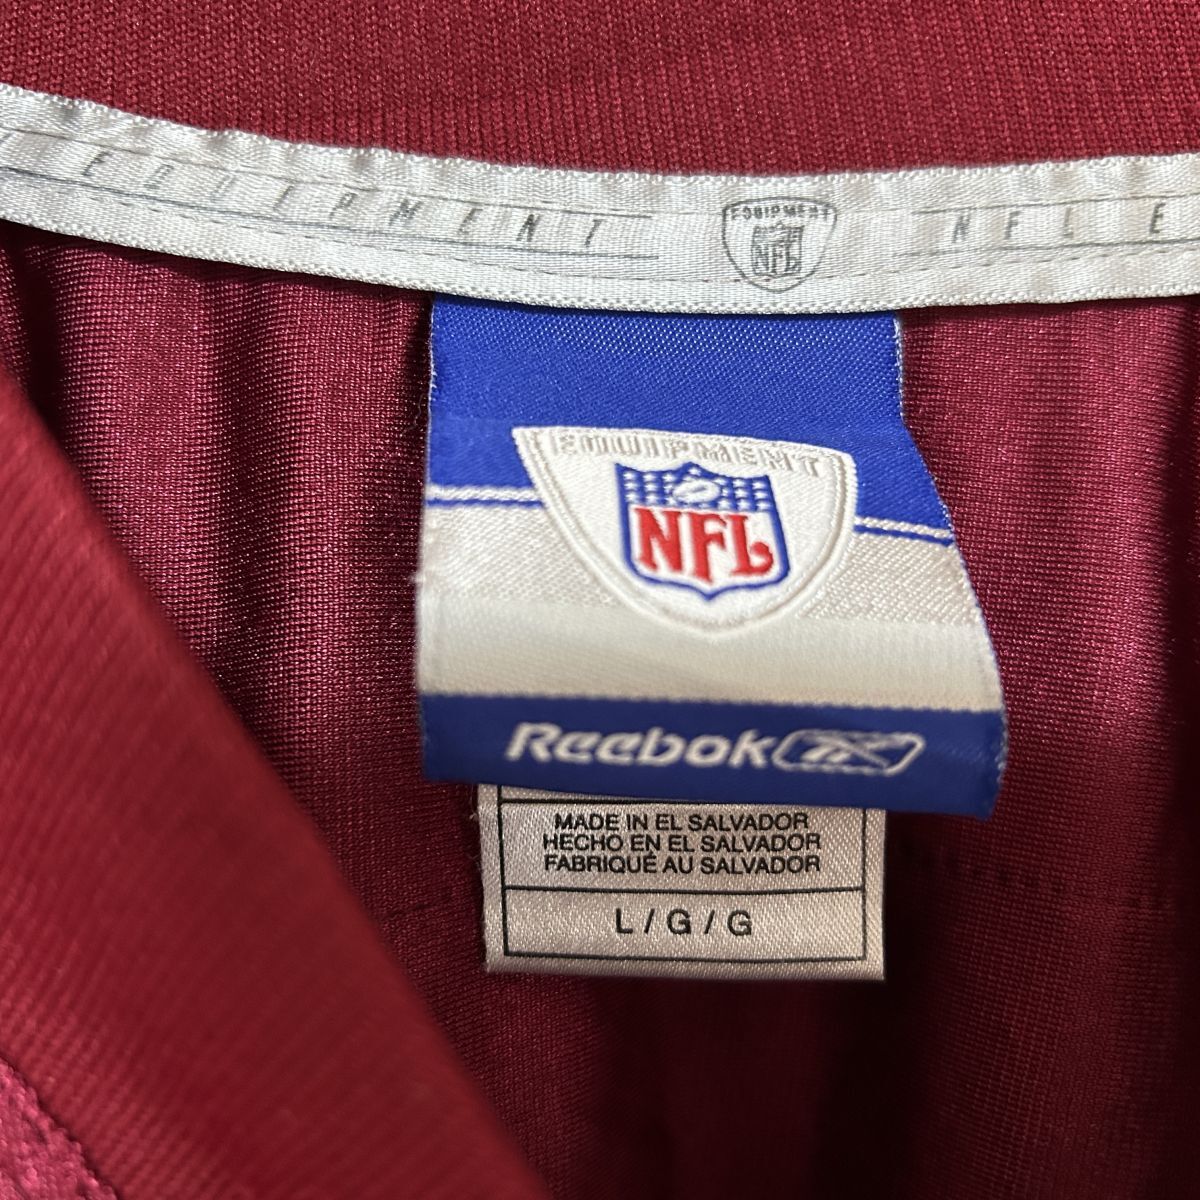 EQUIPMENT
EQUIPMENT
NFL
NFL E
EQUIPMENT
NFL
Reebok
MADE IN EL SALVADOR
HECHO EN EL SALVADOR
FABRIQUÉ AU SALVADOR
L / G / G